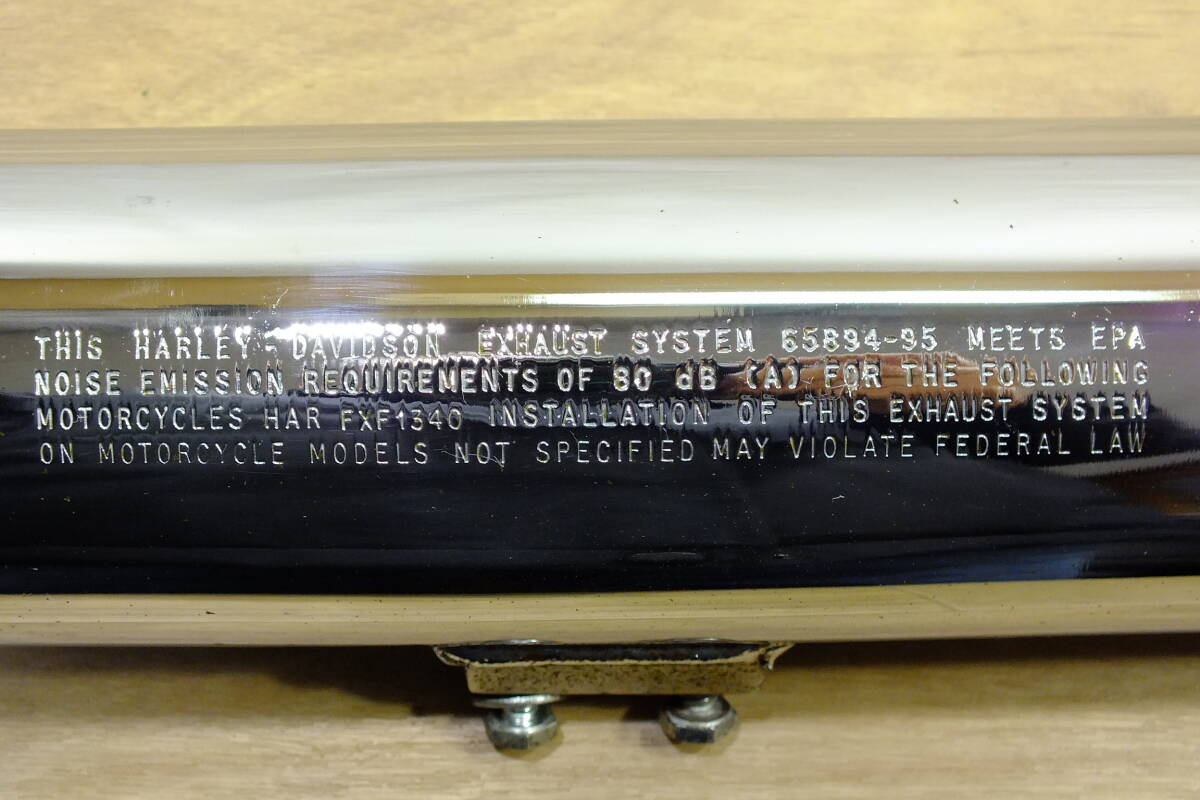 THIS HARLEY-DAVIDSON EXHAUST SYSTEM 65894-95 MEETS EPA
NOISE EMISSION REQUIREMENTS OF 80 dB (A) FOR THE FOLLOWING
MOTORCYCLES HAR FXF1340 INSTALLATION OF THIS EXHAUST SYSTEM
ON MOTORCYCLE MODELS NOT SPECIFIED MAY VIOLATE FEDERAL LAW